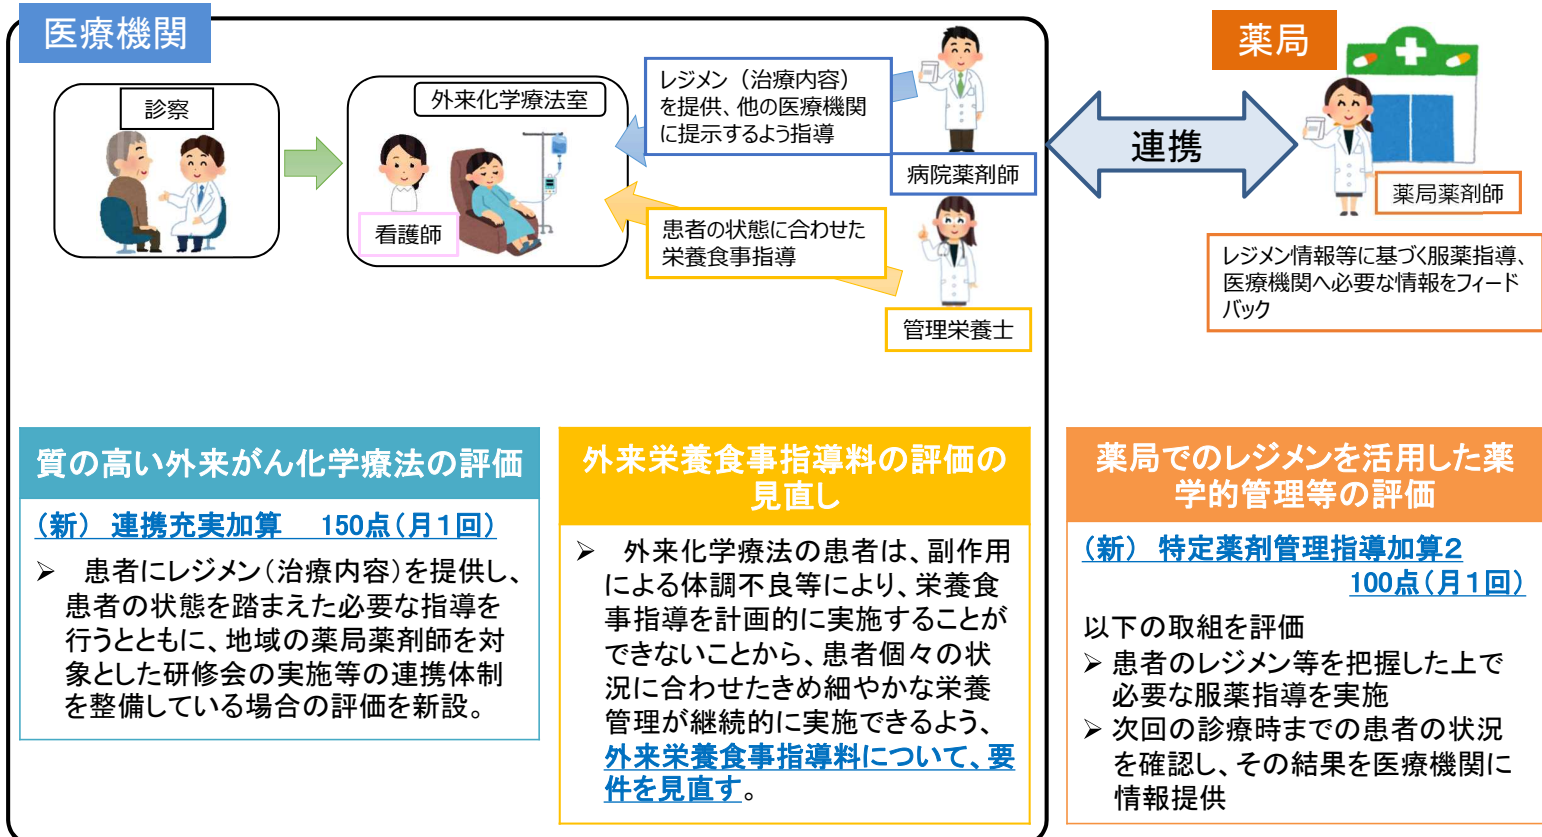 医療機関
診察
外来化学療法室
看護師
レジメン（治療内容）
を提供、他の医療機関
に提示するよう指導
病院薬剤師
患者の状態に合わせた
栄養食事指導
管理栄養士
連携
薬局
薬局薬剤師
レジメン情報等に基づく服薬指導、
医療機関へ必要な情報をフィード
バック
質の高い外来がん化学療法の評価
（新） 連携充実加算　150点（月１回）
➢ 患者にレジメン（治療内容）を提供し、
患者の状態を踏まえた必要な指導を
行うとともに、地域の薬局薬剤師を対
象とした研修会の実施等の連携体制
を整備している場合の評価を新設。
外来栄養食事指導料の評価の
見直し
➢ 外来化学療法の患者は、副作用
による体調不良等により、栄養食
事指導を計画的に実施することが
できないことから、患者個々の状
況に合わせたきめ細やかな栄養
管理が継続的に実施できるよう、
外来栄養食事指導料について、要
件を見直す。
薬局でのレジメンを活用した薬
学的管理等の評価
（新） 特定薬剤管理指導加算２
100点（月１回）
以下の取組を評価
➢ 患者のレジメン等を把握した上で
必要な服薬指導を実施
➢ 次回の診療時までの患者の状況
を確認し、その結果を医療機関に
情報提供